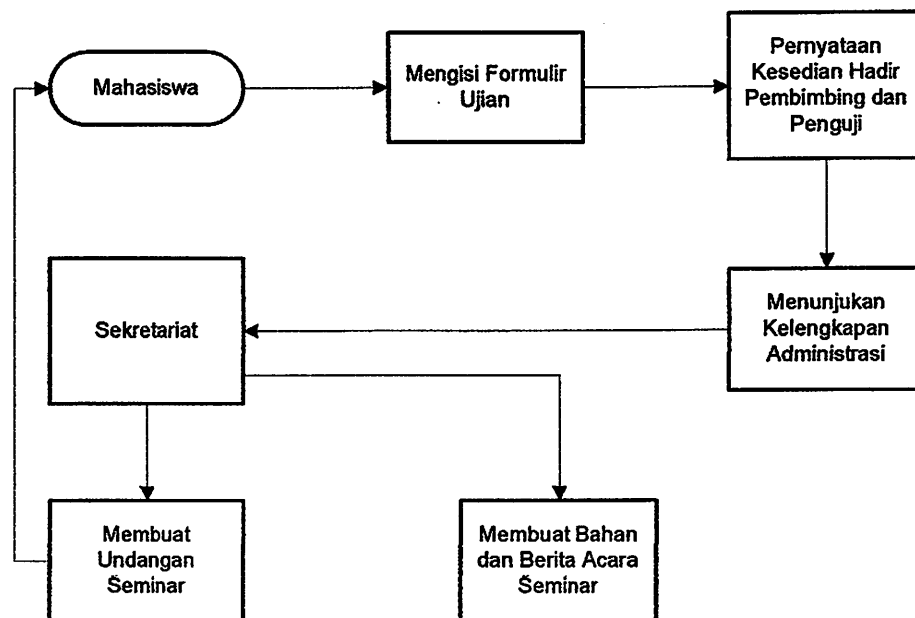 Mahasiswa
Mengisi Formulir
Ujian
Pernyataan
Kesedian Hadir
Pembimbing dan
Penguji
Menunjukan
Kelengkapan
Administrasi
Sekretariat
Membuat
Undangan
Seminar
Membuat Bahan
dan Berita Acara
Seminar